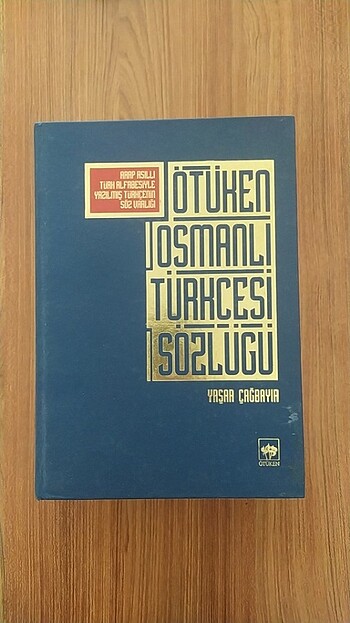 ARAP ASILLI
TÜRK ALFABESİYLE
YAZILMIŞ TÜRKÇENİN
SÖZ VARLIĞI
ÖTÜKEN
OSMANLI
TÜRKÇESİ
SÖZLÜĞÜ
YAŞAR ÇAĞBAYIR
ÖTÜKEN